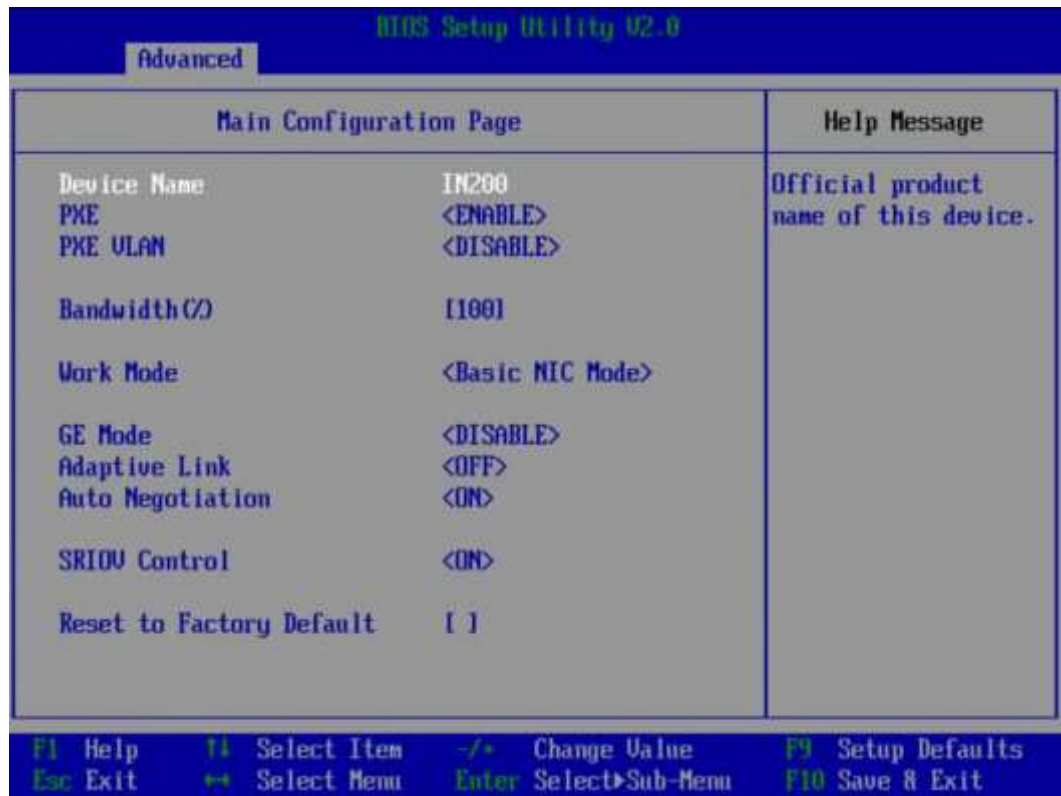 BIOS Setup Utility V2.0
Advanced
Main Configuration Page
Help Message
Device Name IN200
PXE <ENABLE>
PXE VLAN <DISABLE>
Bandwidth(%) [100]
Work Mode <Basic NIC Mode>
GE Mode <DISABLE>
Adaptive Link <OFF>
Auto Negotiation <ON>
SRIOV Control <ON>
Reset to Factory Default [ ]
Official product
name of this device.
F1 Help ↑↓ Select Item -/+ Change Value F9 Setup Defaults
Esc Exit ↔ Select Menu Enter Select▶Sub-Menu F10 Save & Exit